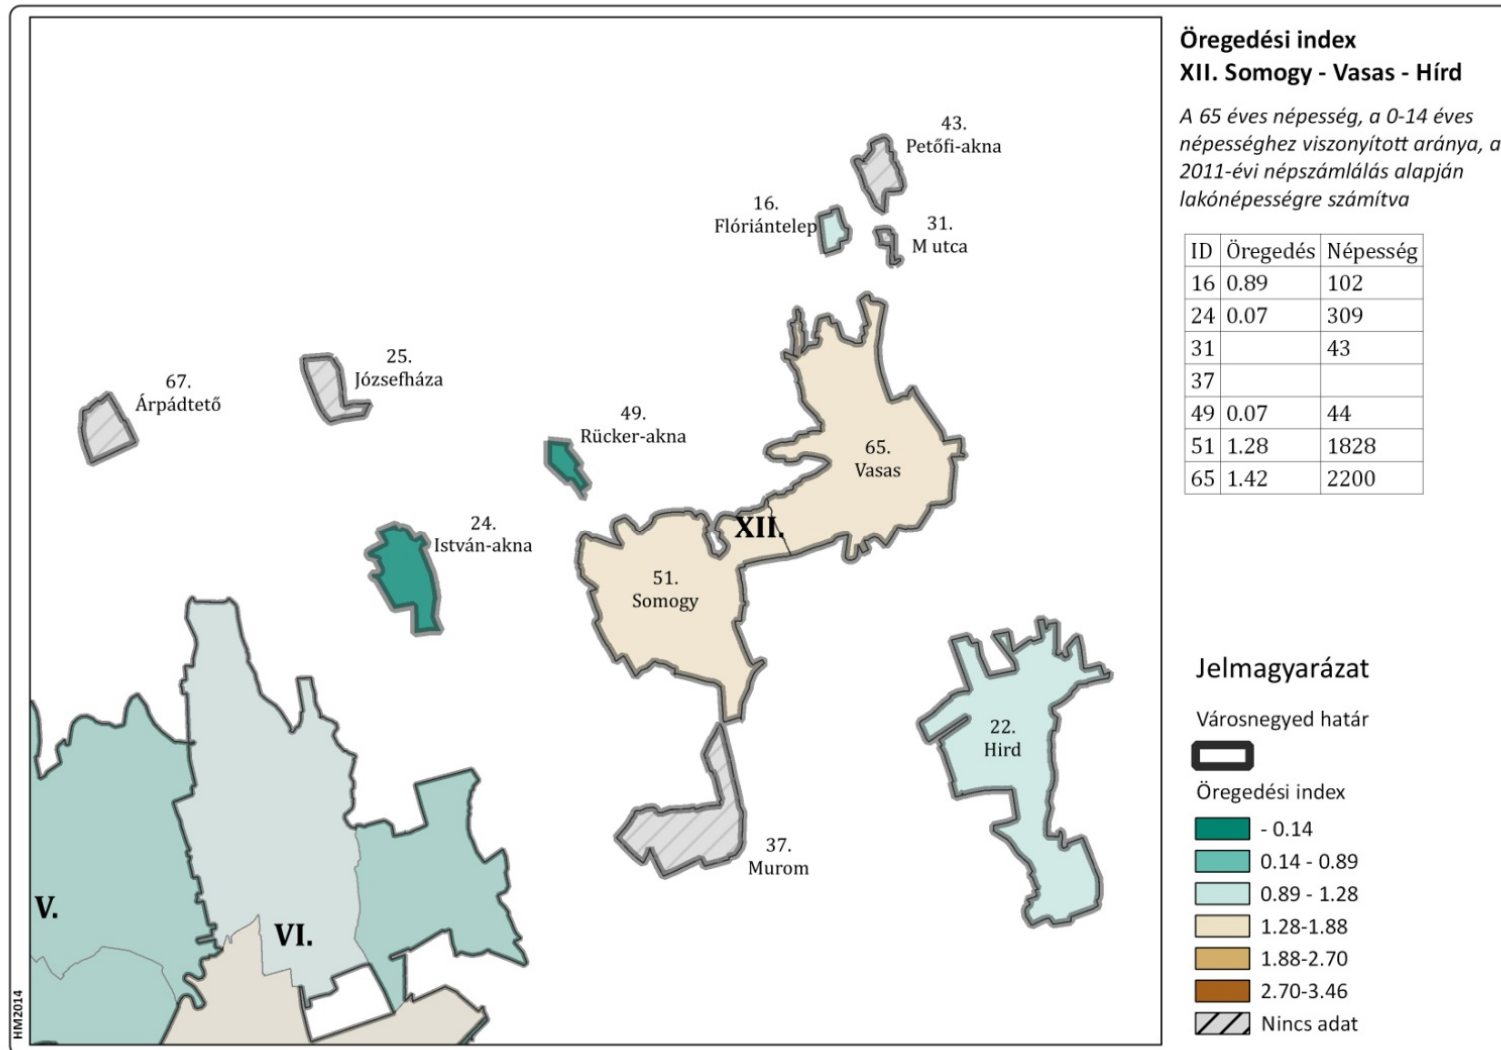 Öregedési index
XII. Somogy - Vasas - Hírd
A 65 éves népesség, a 0-14 éves
népességhez viszonyított aránya, a
2011-évi népszámlálás alapján
lakónépességre számítva
ID Öregedés Népesség
16 0.89 102
24 0.07 309
31 43
37
49 0.07 44
51 1.28 1828
65 1.42 2200
43.
Petőfi-akna
16.
Flóriántelep
31.
M utca
25.
Józsefháza
67.
Árpádtető
49.
Rücker-akna
65.
Vasas
XII.
24.
István-akna
51.
Somogy
22.
Hird
37.
Murom
V.
VI.
Jelmagyarázat
Városnegyed határ
Öregedési index
- 0.14
0.14 - 0.89
0.89 - 1.28
1.28-1.88
1.88-2.70
2.70-3.46
Nincs adat
HM2014